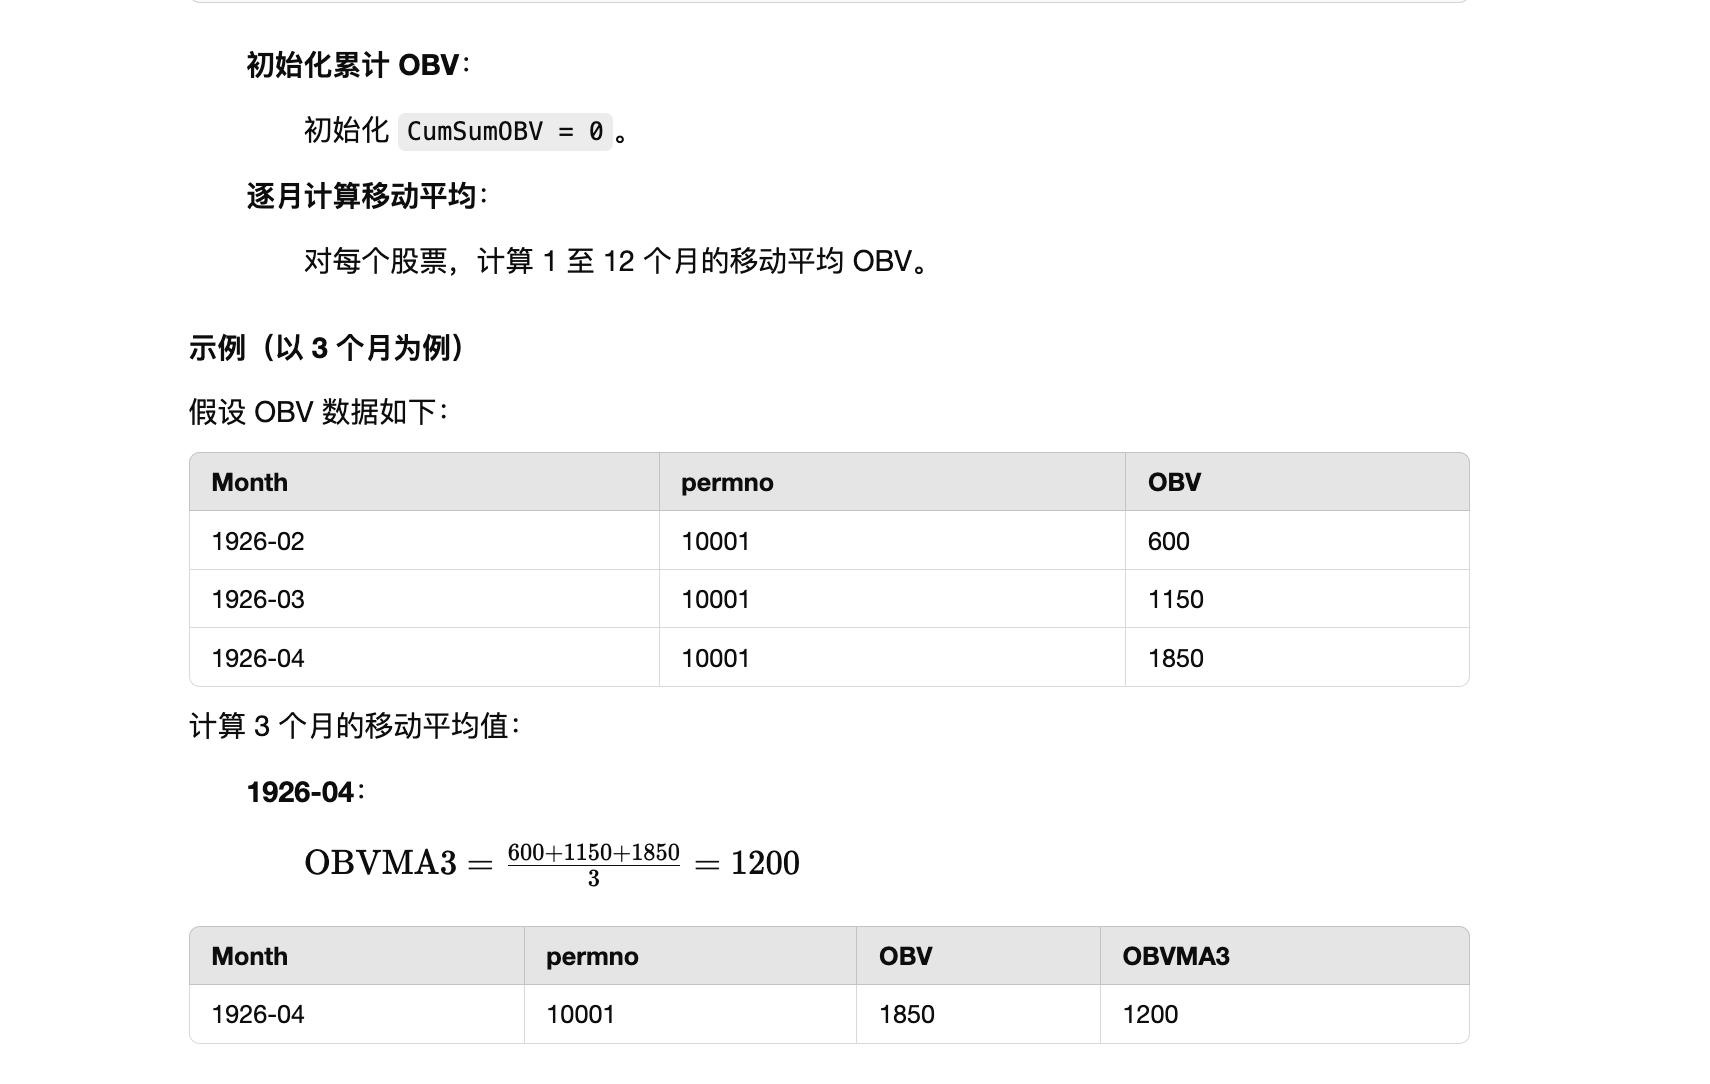 初始化累计 OBV：
初始化 CumSumOBV = 0 。
逐月计算移动平均：
对每个股票，计算 1 至 12 个月的移动平均 OBV。
示例（以 3 个月为例）
假设 OBV 数据如下：
Month permno OBV
1926-02 10001 600
1926-03 10001 1150
1926-04 10001 1850
计算 3 个月的移动平均值：
1926-04：
OBVMA3 = \frac{600+1150+1850}{3} = 1200
Month permno OBV OBVMA3
1926-04 10001 1850 1200